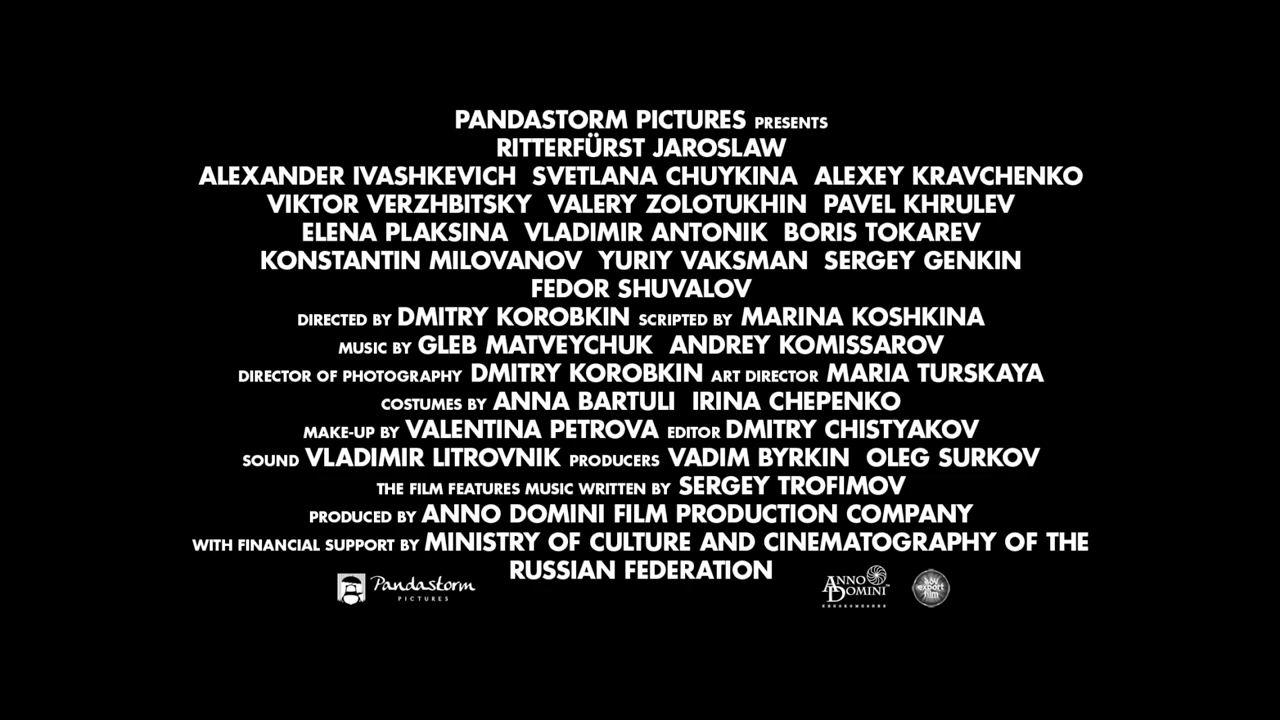 PANDASTORM PICTURES PRESENTS
RITTERFÜRST JAROSLAW
ALEXANDER IVASHKEVICH SVETLANA CHUYKINA ALEXEY KRAVCHENKO
VIKTOR VERZHBITSKY VALERY ZOLOTUKHIN PAVEL KHRULEV
ELENA PLAKSINA VLADIMIR ANTONIK BORIS TOKAREV
KONSTANTIN MILOVANOV YURIY VAKSMAN SERGEY GENKIN
FEDOR SHUVALOV
DIRECTED BY DMITRY KOROBKIN SCRIPTED BY MARINA KOSHKINA
MUSIC BY GLEB MATVEYCHUK ANDREY KOMISSAROV
DIRECTOR OF PHOTOGRAPHY DMITRY KOROBKIN ART DIRECTOR MARIA TURSKAYA
COSTUMES BY ANNA BARTULI IRINA CHEPENKO
MAKE-UP BY VALENTINA PETROVA EDITOR DMITRY CHISTYAKOV
SOUND VLADIMIR LITROVNIK PRODUCERS VADIM BYRKIN OLEG SURKOV
THE FILM FEATURES MUSIC WRITTEN BY SERGEY TROFIMOV
PRODUCED BY ANNO DOMINI FILM PRODUCTION COMPANY
WITH FINANCIAL SUPPORT BY MINISTRY OF CULTURE AND CINEMATOGRAPHY OF THE
RUSSIAN FEDERATION
Pandastorm
PICTURES
ANNO
DOMINI™
export
film